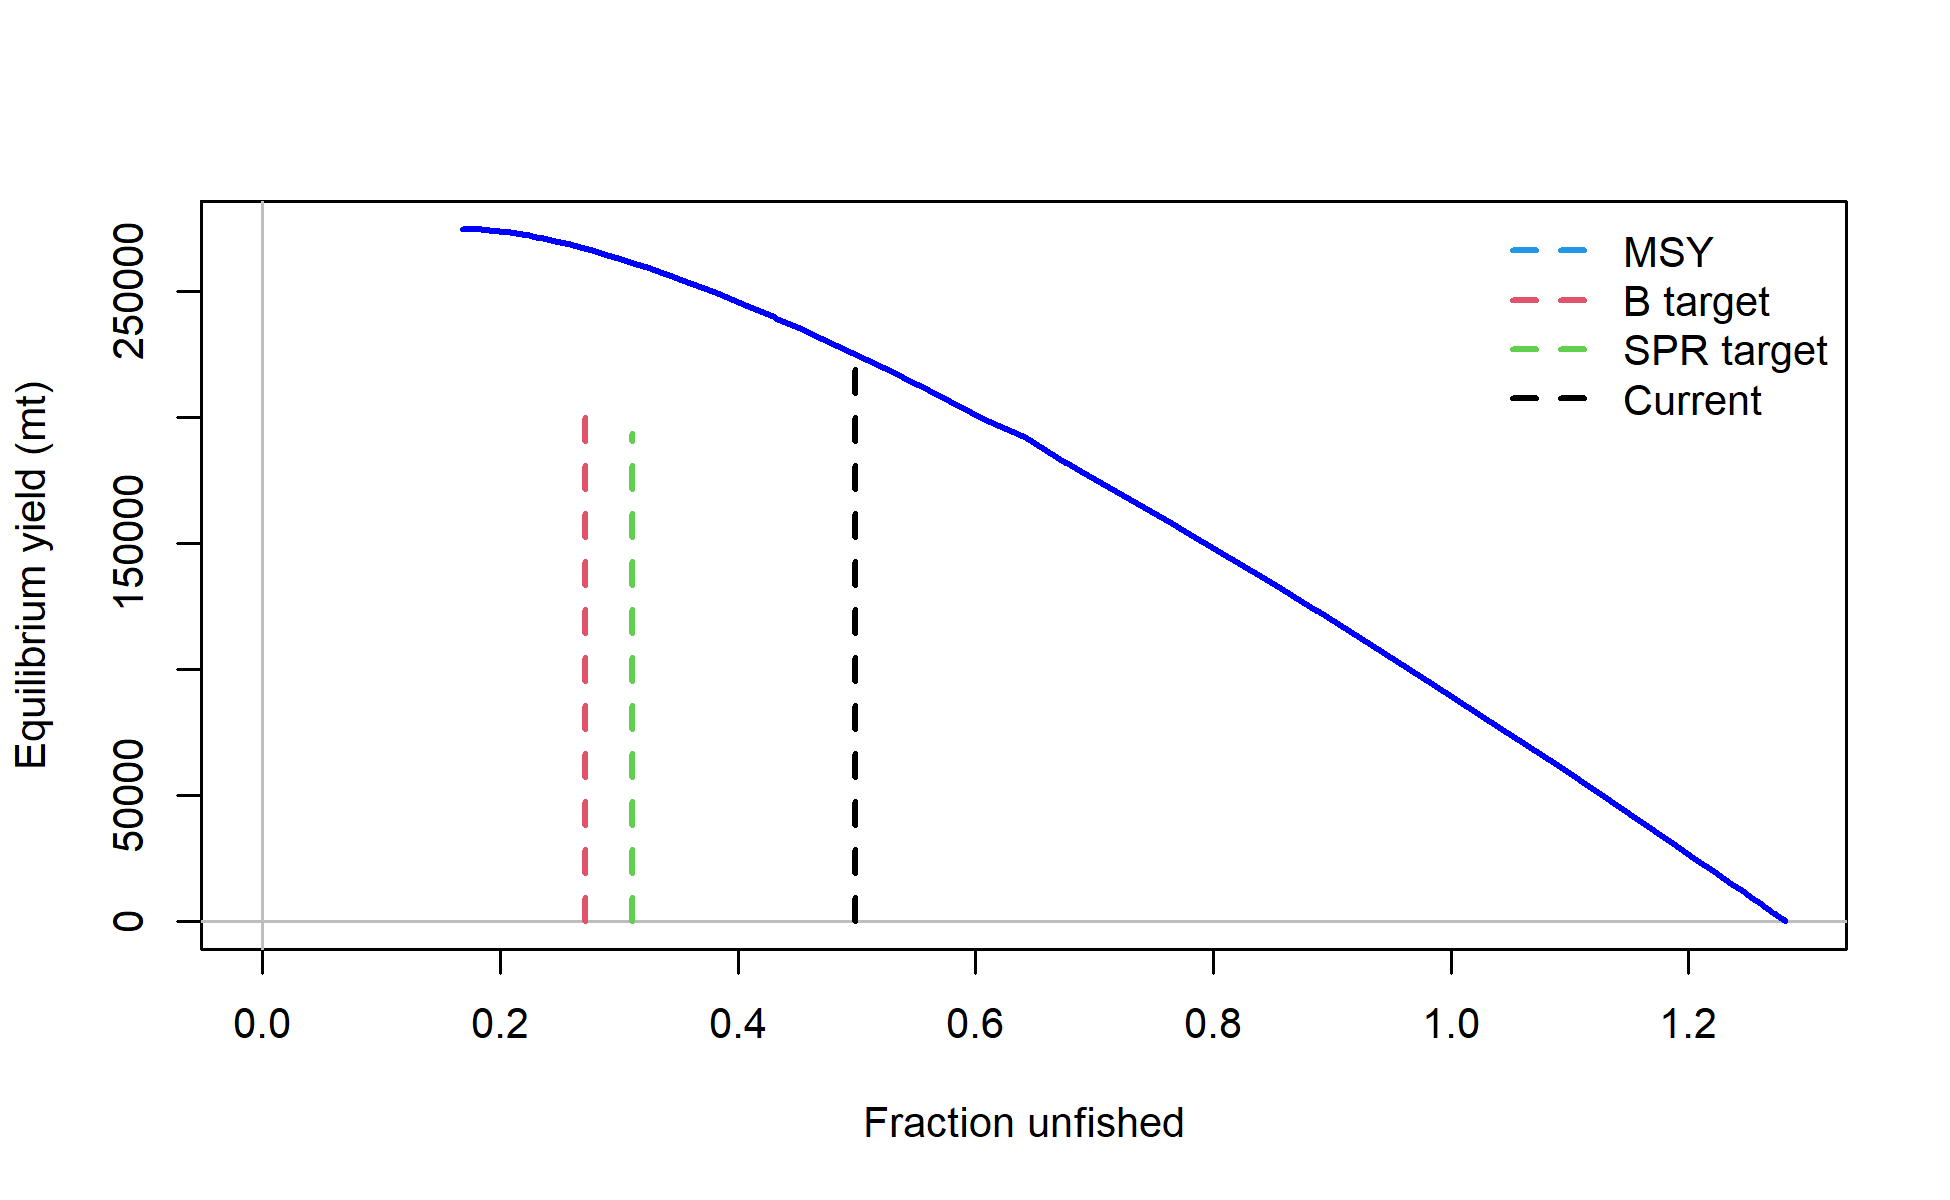 MSY
B target
SPR target
Current
Equilibrium yield (mt)
250000
150000
50000
0
0.0 0.2 0.4 0.6 0.8 1.0 1.2
Fraction unfished